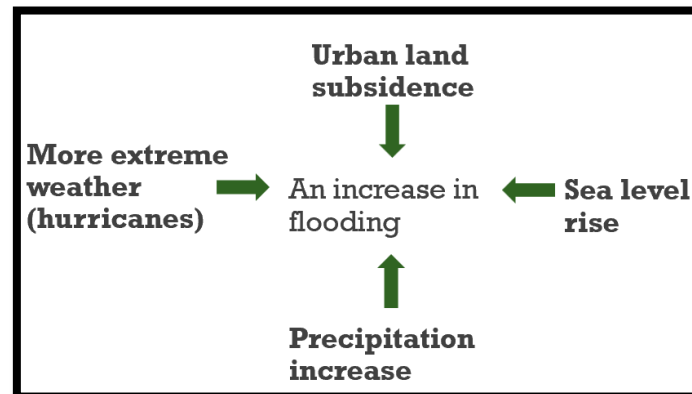 Urban land
subsidence
More extreme
weather
(hurricanes)
An increase in
flooding
Sea level
rise
Precipitation
increase